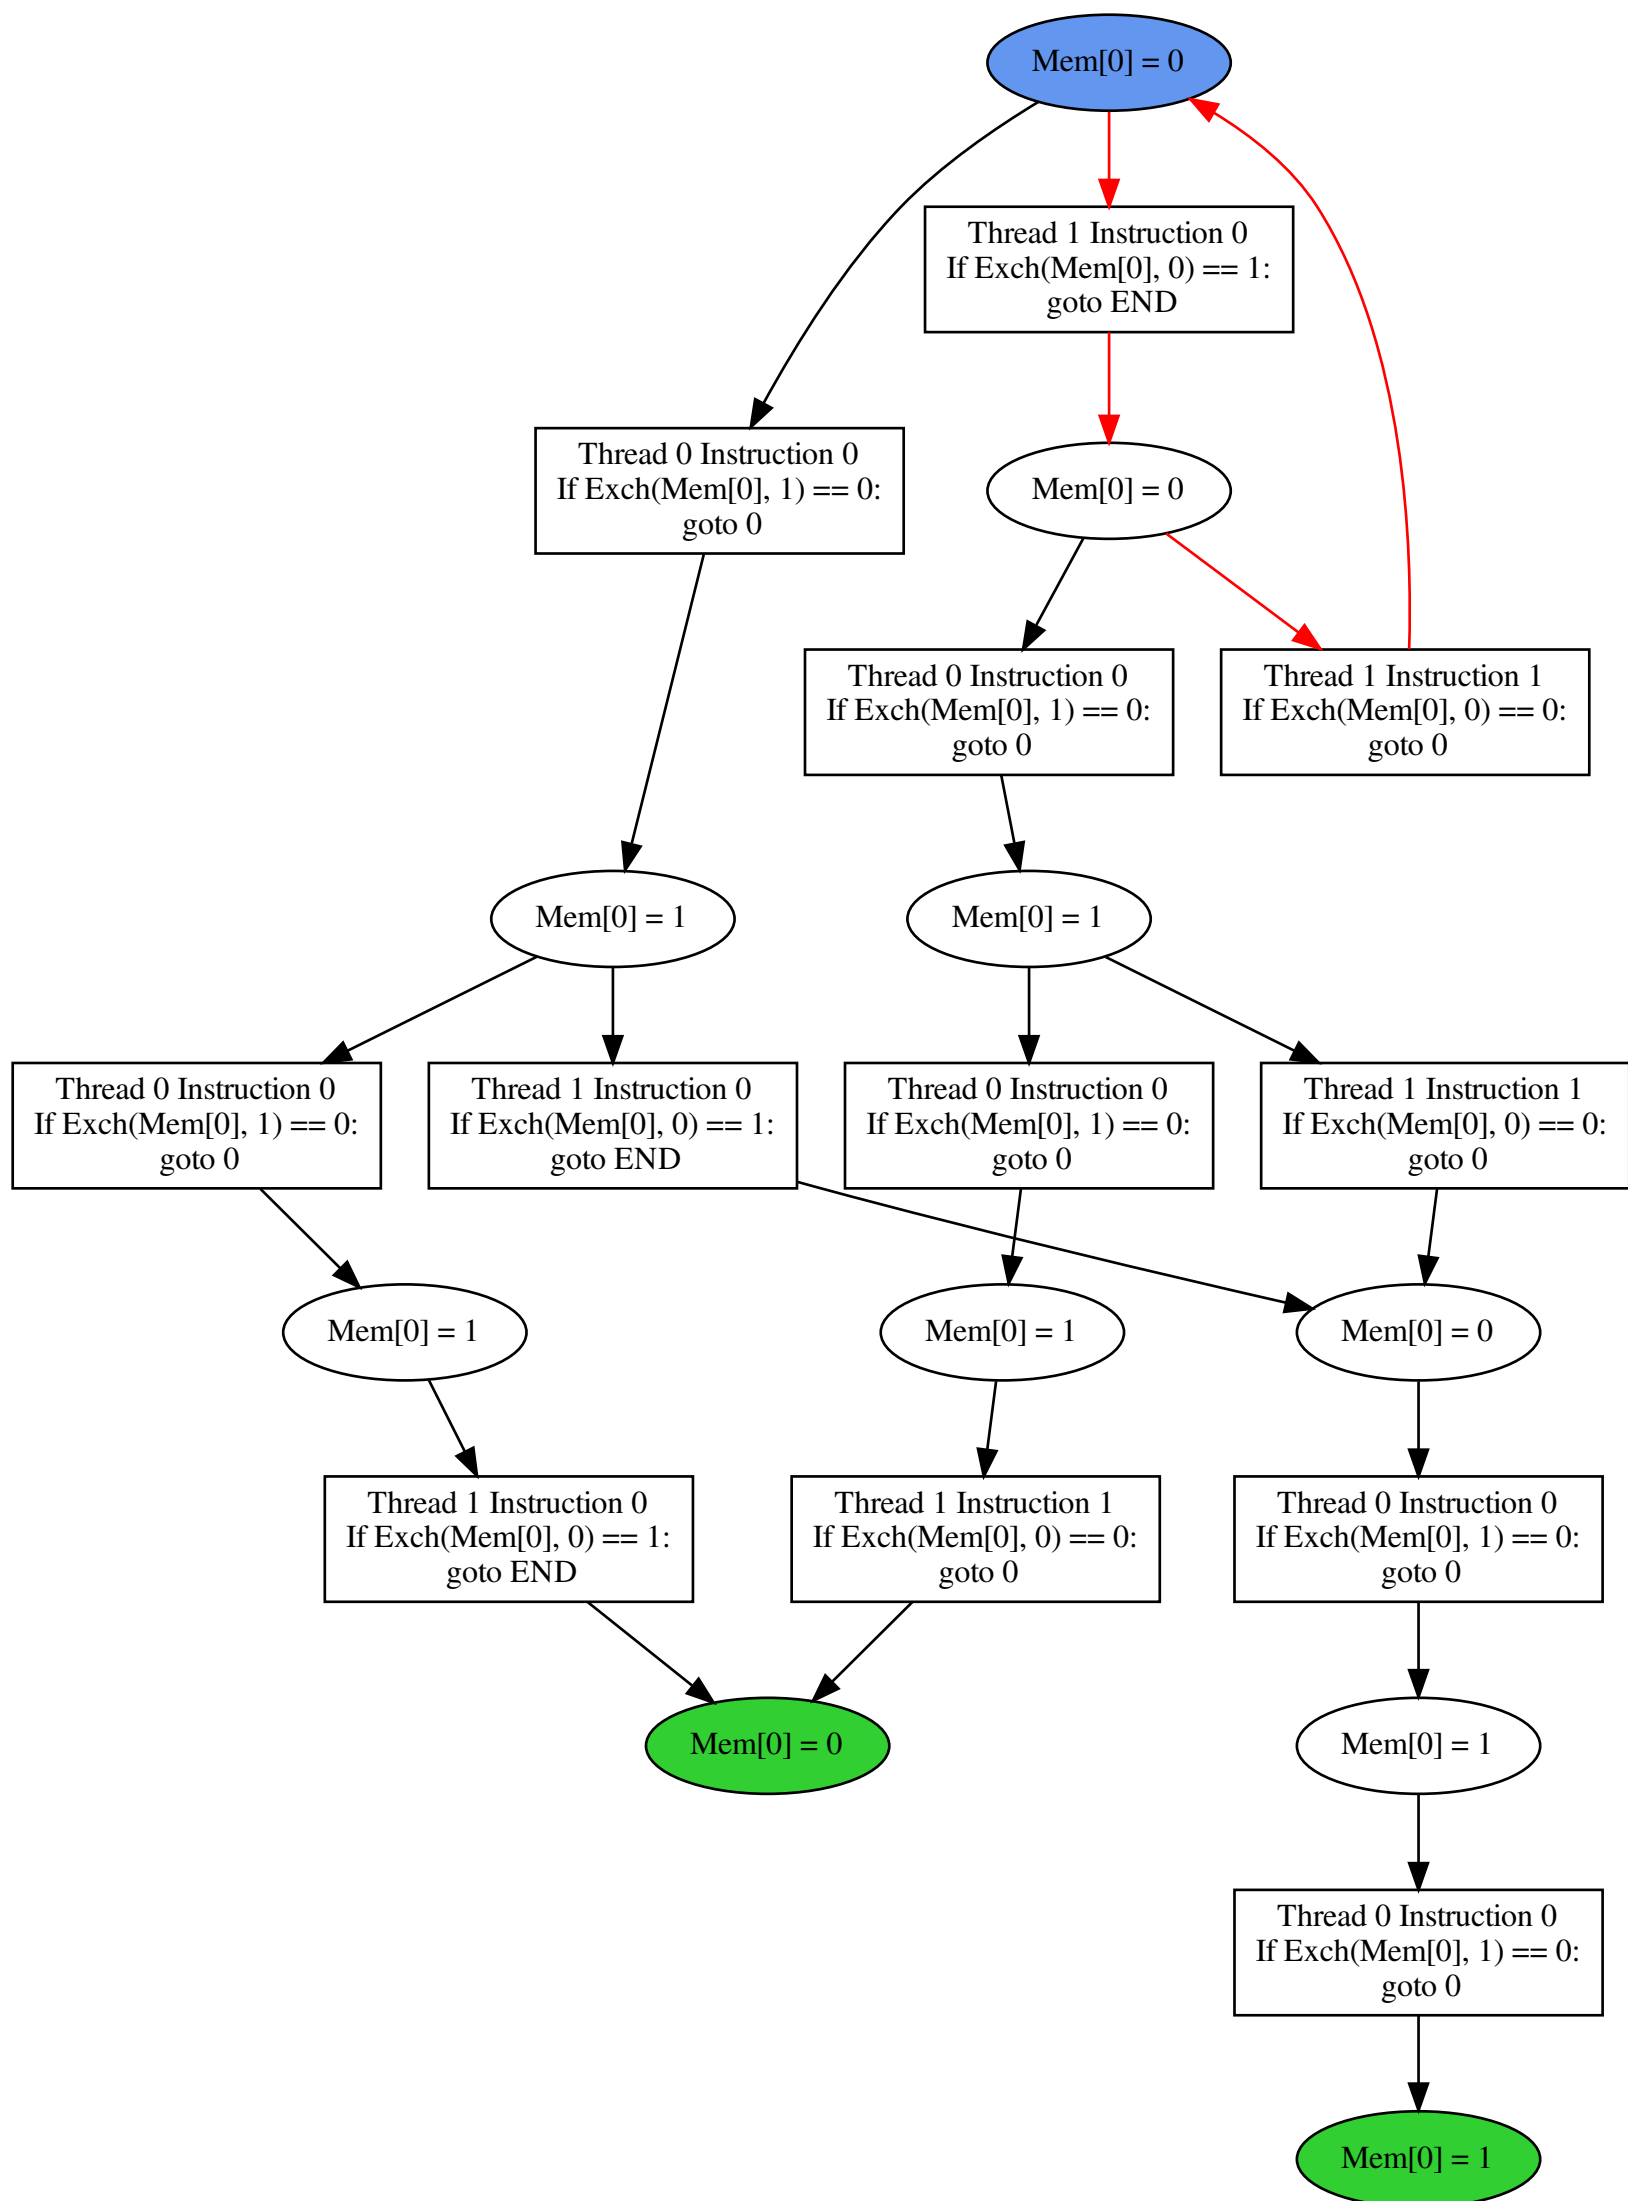 Mem[0] = 0
Thread 1 Instruction 0
If Exch(Mem[0], 0) == 1:
goto END
Thread 0 Instruction 0
If Exch(Mem[0], 1) == 0:
goto 0
Mem[0] = 0
Thread 0 Instruction 0
If Exch(Mem[0], 1) == 0:
goto 0
Thread 1 Instruction 1
If Exch(Mem[0], 0) == 0:
goto 0
Mem[0] = 1
Mem[0] = 1
Thread 0 Instruction 0
If Exch(Mem[0], 1) == 0:
goto 0
Thread 1 Instruction 0
If Exch(Mem[0], 0) == 1:
goto END
Thread 0 Instruction 0
If Exch(Mem[0], 1) == 0:
goto 0
Thread 1 Instruction 1
If Exch(Mem[0], 0) == 0:
goto 0
Mem[0] = 1
Mem[0] = 1
Mem[0] = 0
Thread 1 Instruction 0
If Exch(Mem[0], 0) == 1:
goto END
Thread 1 Instruction 1
If Exch(Mem[0], 0) == 0:
goto 0
Thread 0 Instruction 0
If Exch(Mem[0], 1) == 0:
goto 0
Mem[0] = 0
Mem[0] = 1
Thread 0 Instruction 0
If Exch(Mem[0], 1) == 0:
goto 0
Mem[0] = 1